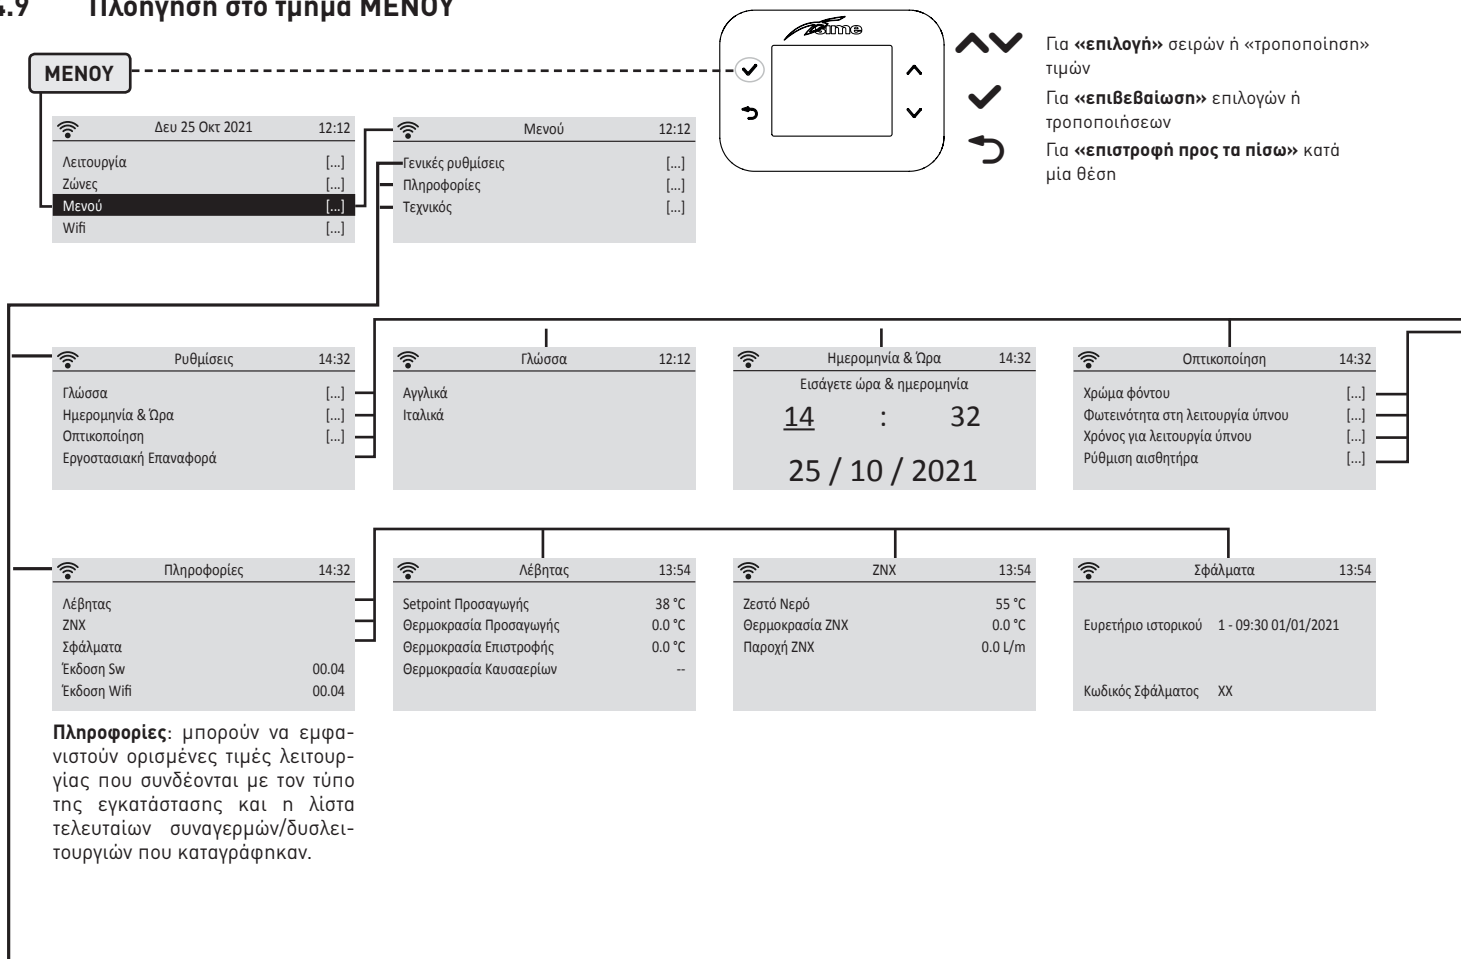 4.9 Πλοήγηση στο τμήμα ΜΕΝΟΥ
ΜΕΝΟΥ
sime
Για «επιλογή» σειρών ή «τροποποίηση»
τιμών
Για «επιβεβαίωση» επιλογών ή
τροποποιήσεων
Για «επιστροφή προς τα πίσω» κατά
μία θέση
Δευ 25 Οκτ 2021 12:12
Λειτουργία [...]
Ζώνες [...]
Μενού [...]
Wifi [...]
Μενού 12:12
Γενικές ρυθμίσεις [...]
Πληροφορίες [...]
Τεχνικός [...]
Ρυθμίσεις 14:32
Γλώσσα [...]
Ημερομηνία & Ώρα [...]
Οπτικοποίηση [...]
Εργοστασιακή Επαναφορά
Γλώσσα 12:12
Αγγλικά
Ιταλικά
Ημερομηνία & Ώρα 14:32
Εισάγετε ώρα & ημερομηνία
14 : 32
25 / 10 / 2021
Οπτικοποίηση 14:32
Χρώμα φόντου [...]
Φωτεινότητα στη λειτουργία ύπνου [...]
Χρόνος για λειτουργία ύπνου [...]
Ρύθμιση αισθητήρα [...]
Πληροφορίες 14:32
Λέβητας
ΖΝΧ
Σφάλματα
Έκδοση Sw 00.04
Έκδοση Wifi 00.04
Λέβητας 13:54
Setpoint Προσαγωγής 38 °C
Θερμοκρασία Προσαγωγής 0.0 °C
Θερμοκρασία Επιστροφής 0.0 °C
Θερμοκρασία Καυσαερίων --
ΖΝΧ 13:54
Ζεστό Νερό 55 °C
Θερμοκρασία ΖΝΧ 0.0 °C
Παροχή ΖΝΧ 0.0 L/m
Σφάλματα 13:54
Ευρετήριο ιστορικού 1 - 09:30 01/01/2021
Κωδικός Σφάλματος XX
Πληροφορίες: μπορούν να εμφα-
νιστούν ορισμένες τιμές λειτουρ-
γίας που συνδέονται με τον τύπο
της εγκατάστασης και η λίστα
τελευταίων συναγερμών/δυσλει-
τουργιών που καταγράφηκαν.